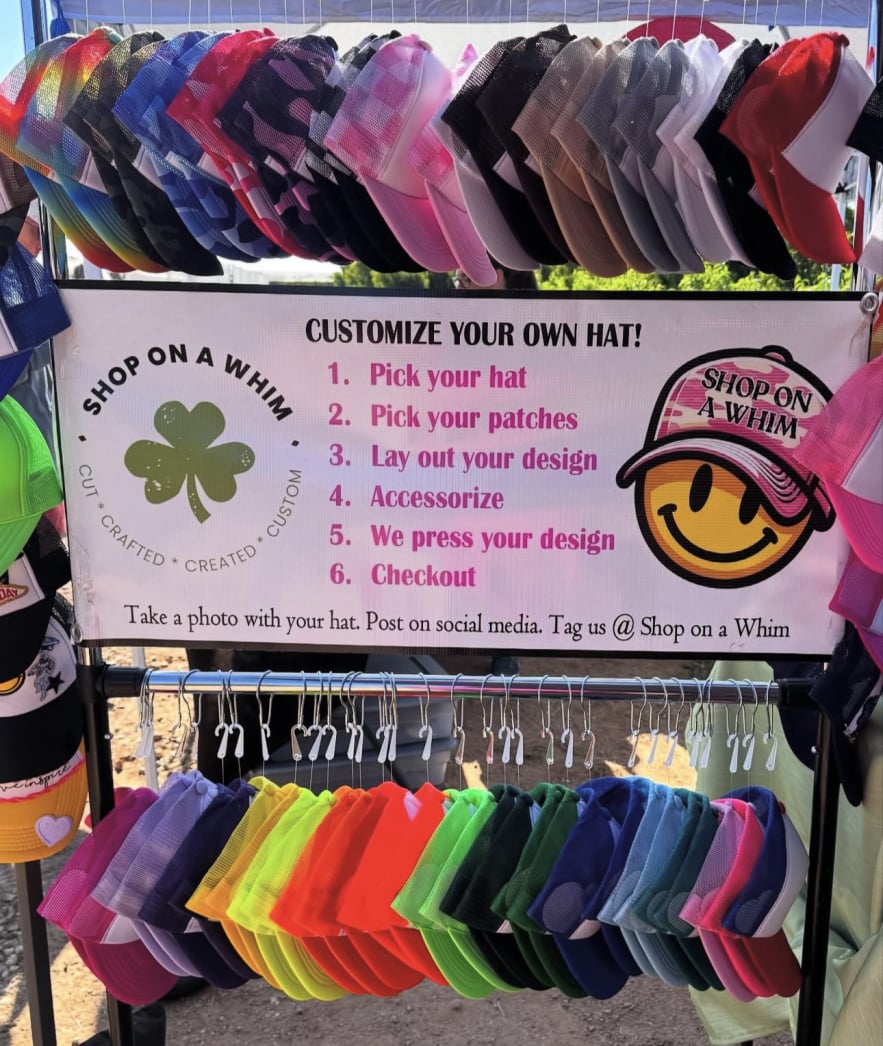 CUSTOMIZE YOUR OWN HAT!
SHOP ON A WHIM
CUT * CRAFTED * CREATED * CUSTOM
1. Pick your hat
2. Pick your patches
3. Lay out your design
4. Accessorize
5. We press your design
6. Checkout
SHOP ON
A WHIM
Take a photo with your hat. Post on social media. Tag us @ Shop on a Whim
DAY
inspire